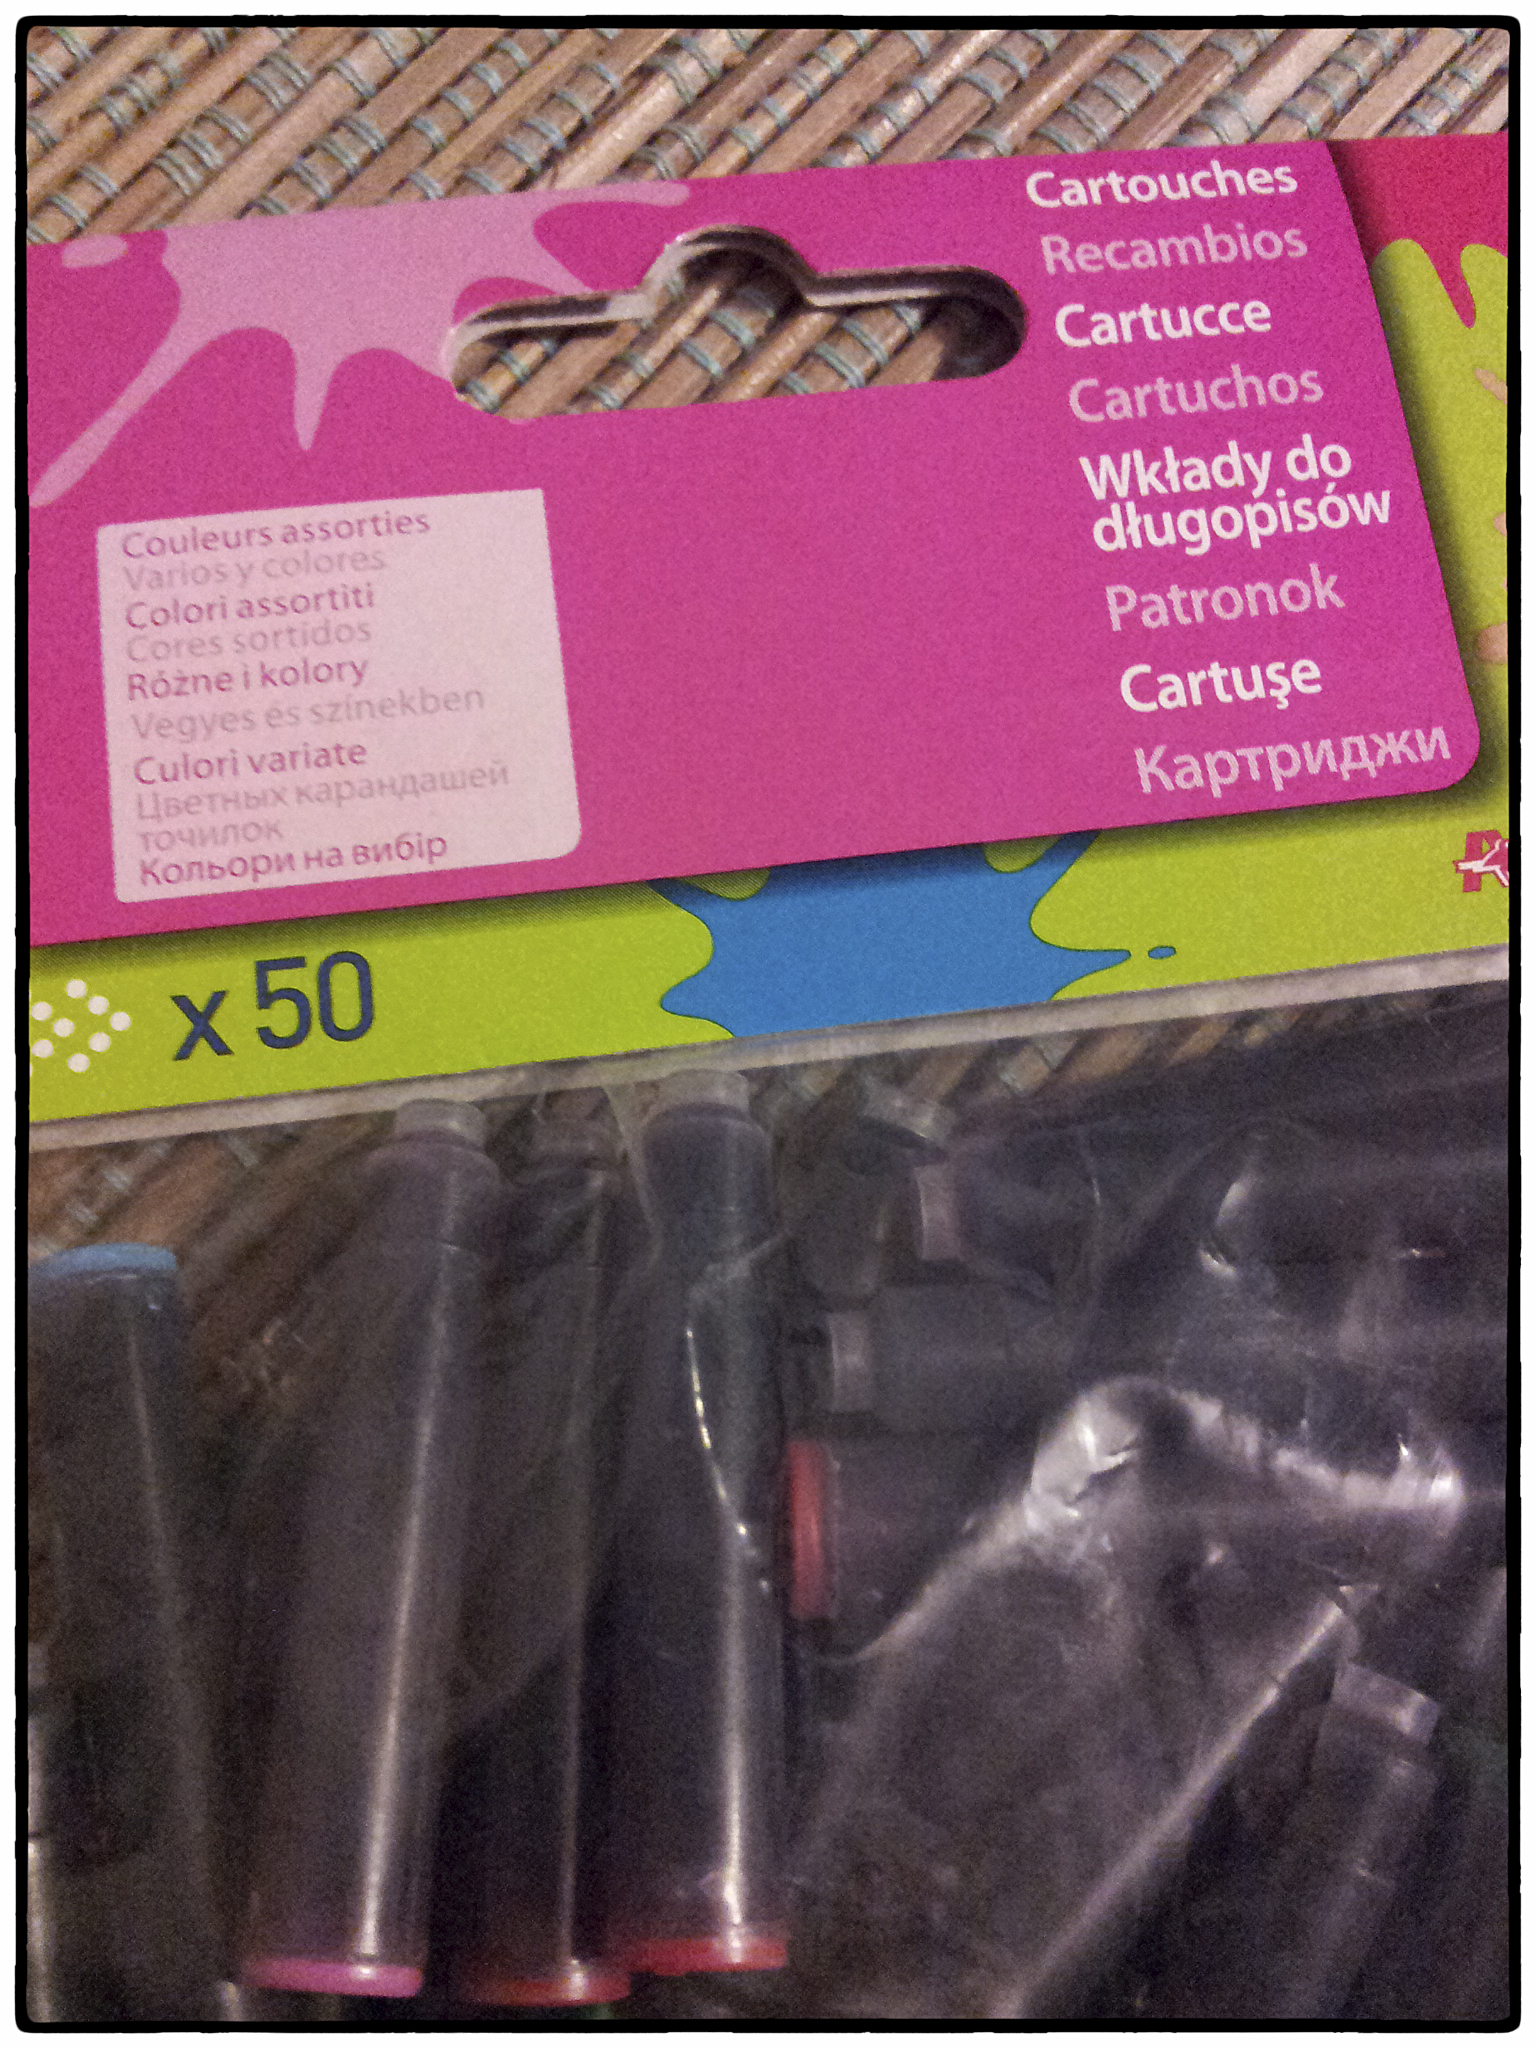 Cartouches
Recambios
Cartucce
Cartuchos
Wkłady do
długopisów
Patronok
Cartuşe
Картриджи
Couleurs assorties
Varios y colores
Colori assortiti
Cores sortidos
Różne i kolory
Vegyes és színekben
Culori variate
Цветных карандашей
точилок
Кольори на вибір
x 50
A